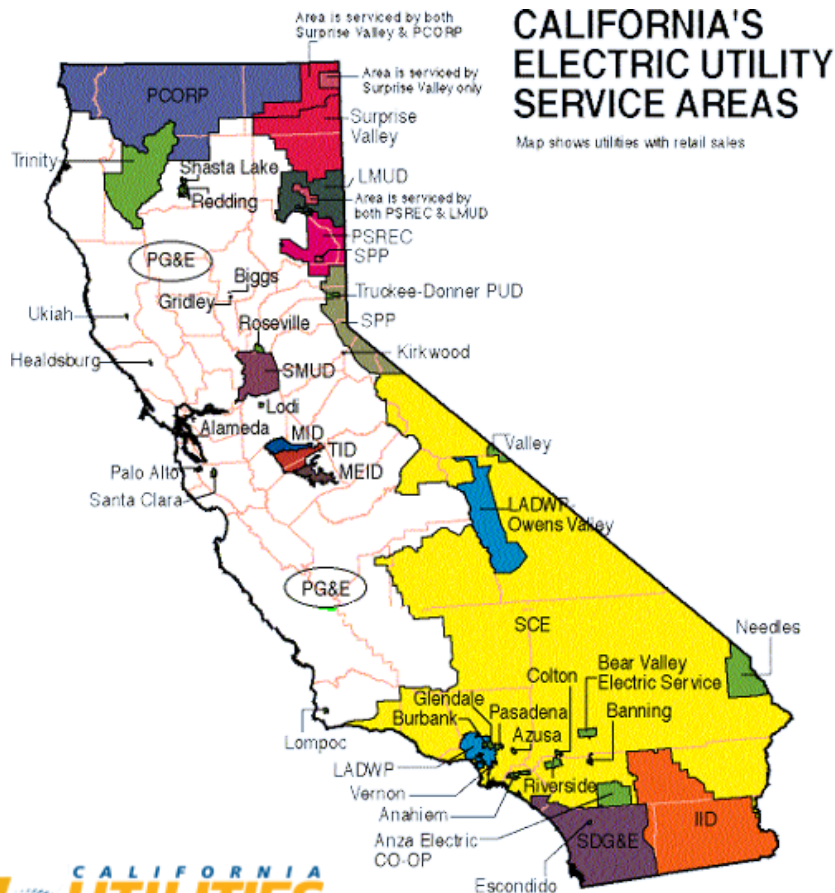 CALIFORNIA'S
ELECTRIC UTILITY
SERVICE AREAS
Map shows utilities with retail sales
Area is serviced by both
Surprise Valley & PCORP
Area is serviced by
Surprise Valley only
PCORP
Surprise
Valley
Trinity
Shasta Lake
Redding
LMUD
Area is serviced by
both PSREC & LMUD
PSREC
SPP
PG&E
Biggs
Gridley
Truckee-Donner PUD
Ukiah
Roseville
SPP
Healdsburg
Kirkwood
SMUD
Lodi
Alameda
MID
TID
MEID
Valley
Palo Alto
Santa Clara
LADWP
Owens Valley
PG&E
SCE
Needles
Bear Valley
Electric Service
Colton
Glendale
Burbank
Pasadena
Banning
Azusa
Lompoc
LADWP
Vernon
Riverside
Anahiem
Anza Electric
CO-OP
SDG&E
IID
Escondido
CALIFORNIA
UTILITIES